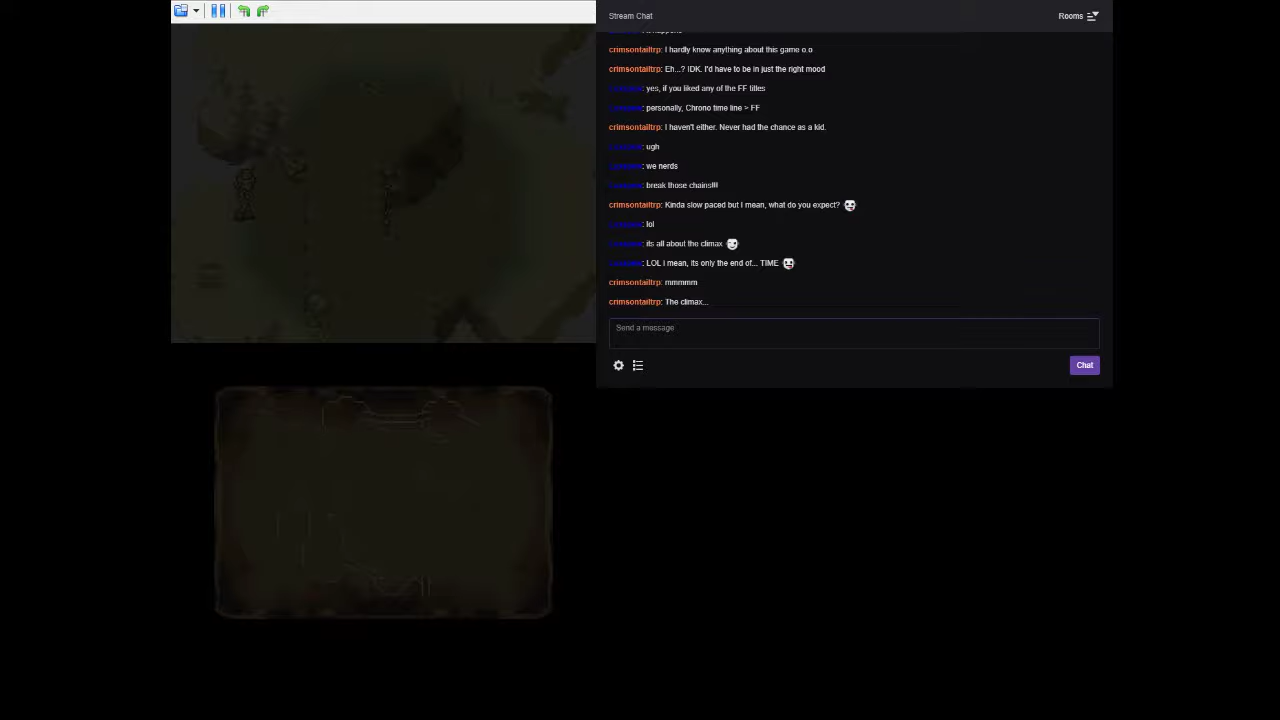 Stream Chat
Rooms
crimsontailtrp: I hardly know anything about this game o.o
crimsontailtrp: Eh...? IDK. I'd have to be in just the right mood
: yes, if you liked any of the FF titles
: personally, Chrono time line > FF
crimsontailtrp: I haven't either. Never had the chance as a kid.
: ugh
: we nerds
: break those chains!!!
crimsontailtrp: Kinda slow paced but I mean, what do you expect?
: lol
: its all about the climax
: LOL i mean, its only the end of... TIME
crimsontailtrp: mmmmm
crimsontailtrp: The climax...
Send a message
Chat